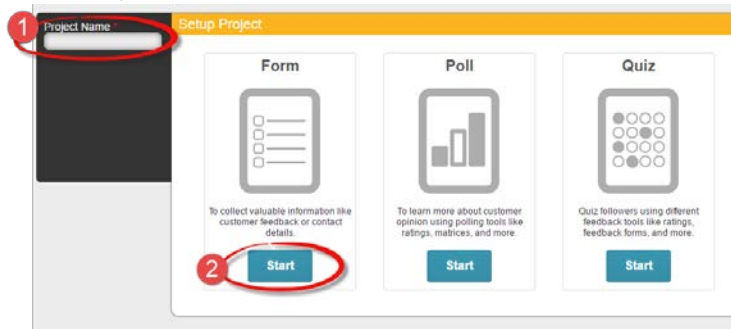 1
Project Name *
Setup Project
Form
To collect valuable information like
customer feedback or contact
details.
2
Start
Poll
To learn more about customer
opinion using polling tools like
ratings, matrices, and more.
Start
Quiz
Quiz followers using different
feedback tools like ratings,
feedback forms, and more.
Start